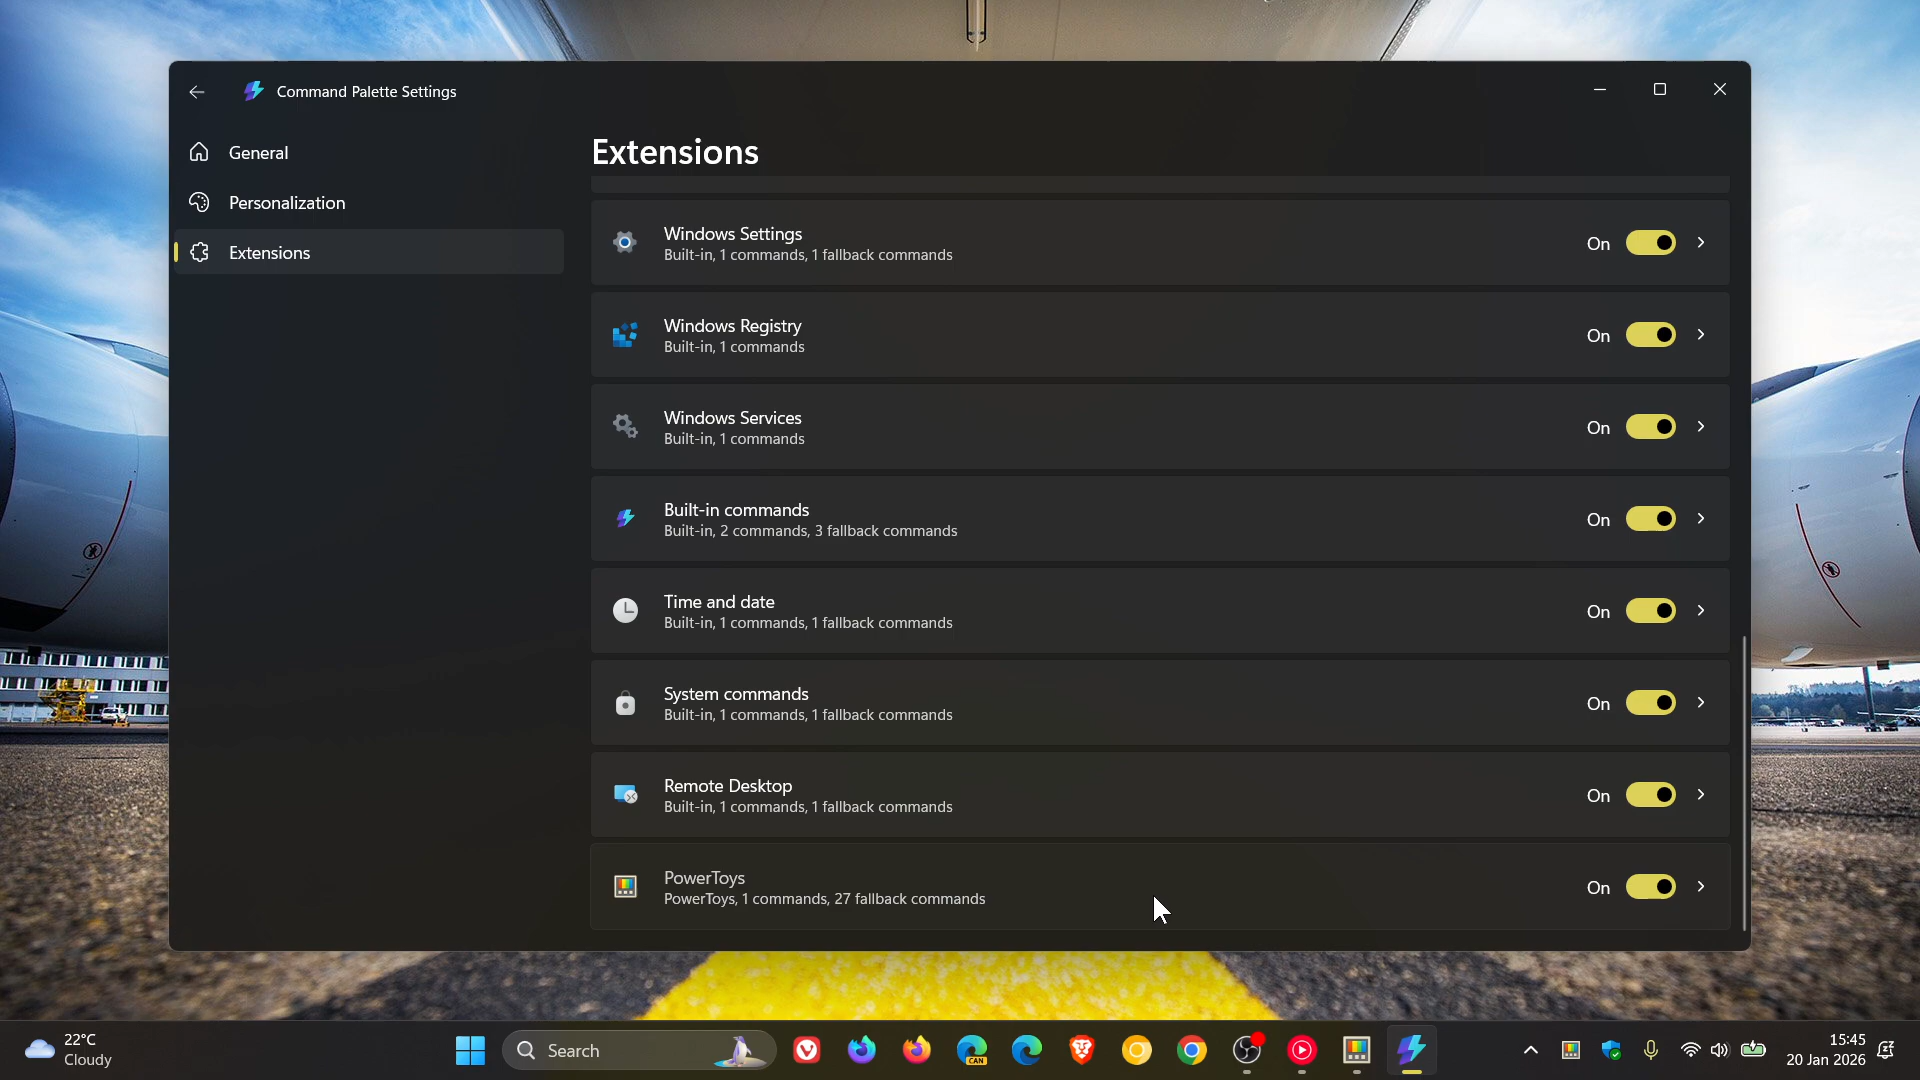 Command Palette Settings
General
Personalization
Extensions
Extensions
Windows Settings
Built-in, 1 commands, 1 fallback commands
On
Windows Registry
Built-in, 1 commands
On
Windows Services
Built-in, 1 commands
On
Built-in commands
Built-in, 2 commands, 3 fallback commands
On
Time and date
Built-in, 1 commands, 1 fallback commands
On
System commands
Built-in, 1 commands, 1 fallback commands
On
Remote Desktop
Built-in, 1 commands, 1 fallback commands
On
PowerToys
PowerToys, 1 commands, 27 fallback commands
On
22°C
Cloudy
Search
CAN
15:45
20 Jan 2026